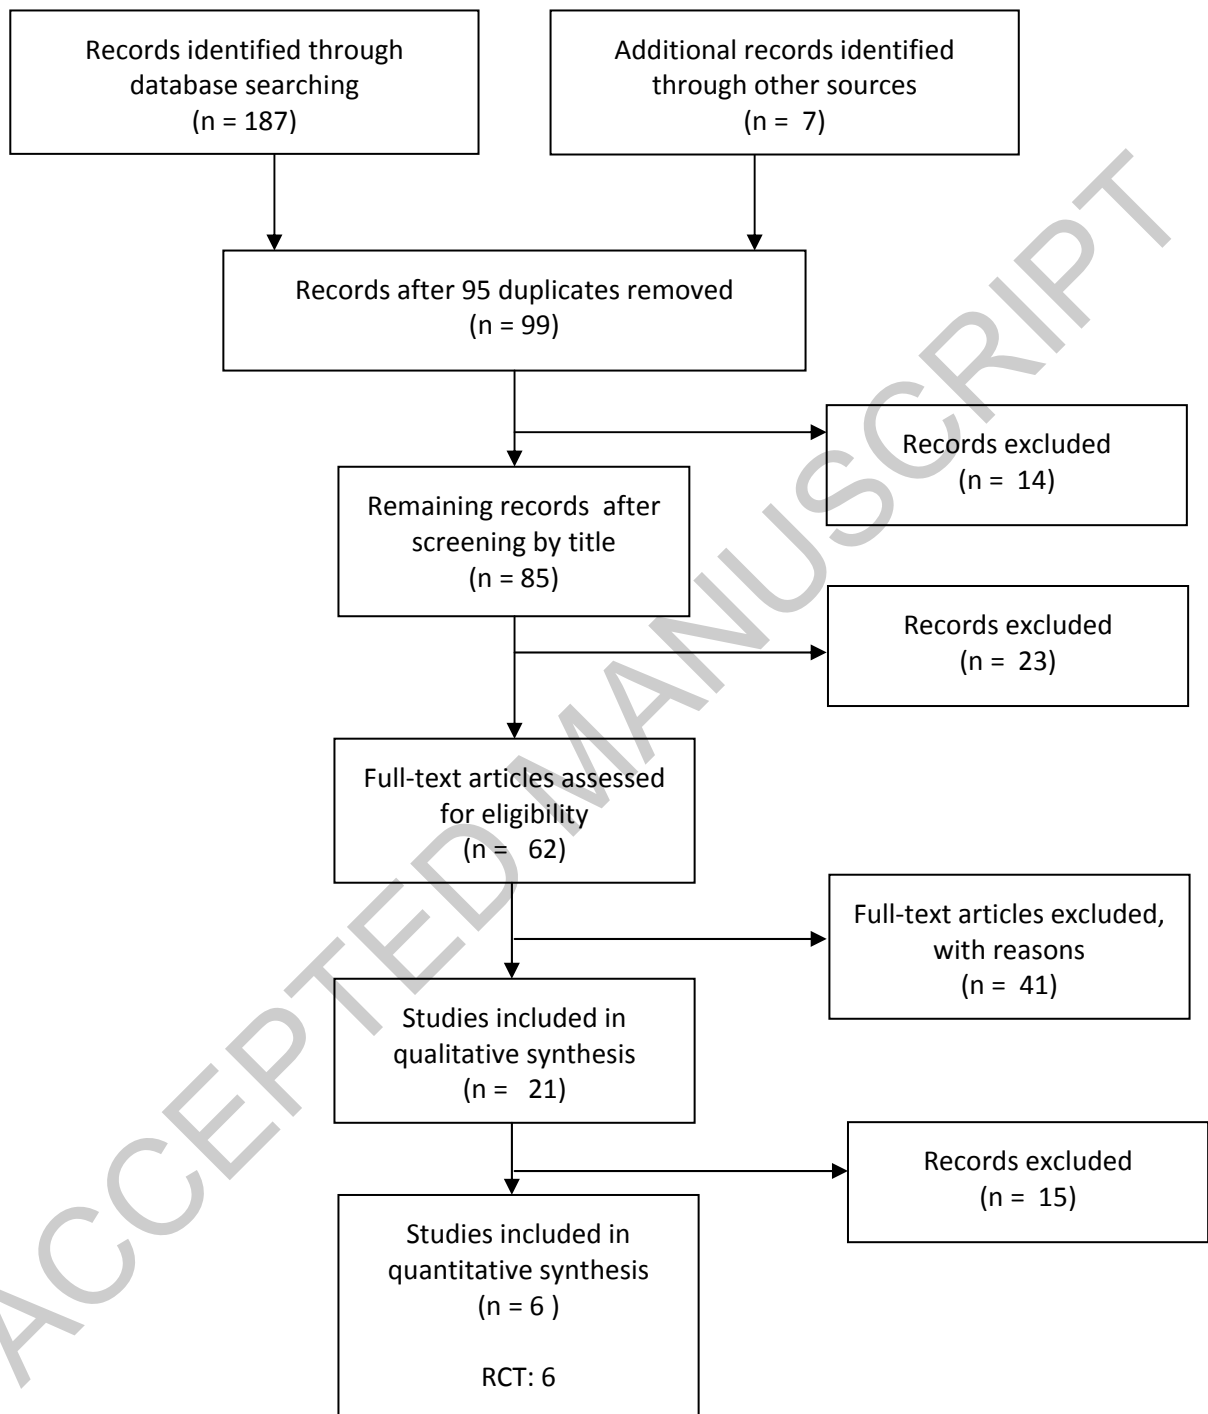 Records identified through
database searching
(n = 187)
Additional records identified
through other sources
(n = 7)
Records after 95 duplicates removed
(n = 99)
Records excluded
(n = 14)
Remaining records after
screening by title
(n = 85)
Records excluded
(n = 23)
Full-text articles assessed
for eligibility
(n = 62)
Full-text articles excluded,
with reasons
(n = 41)
Studies included in
qualitative synthesis
(n = 21)
Records excluded
(n = 15)
Studies included in
quantitative synthesis
(n = 6 )
RCT: 6
ACCEPTED MANUSCRIPT